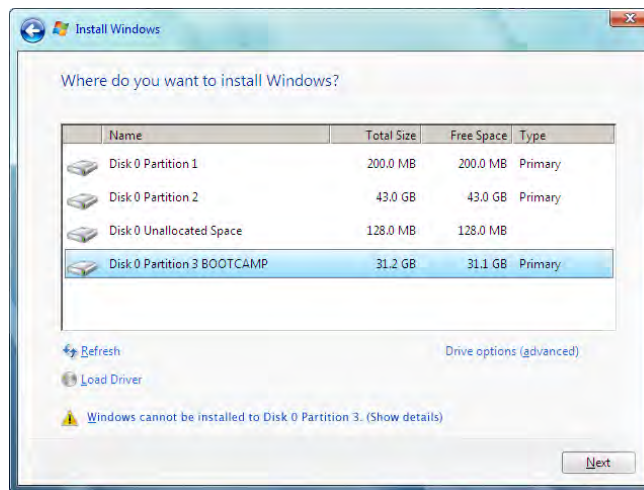 Install Windows
Where do you want to install Windows?
Name Total Size Free Space Type
Disk 0 Partition 1 200.0 MB 200.0 MB Primary
Disk 0 Partition 2 43.0 GB 43.0 GB Primary
Disk 0 Unallocated Space 128.0 MB 128.0 MB
Disk 0 Partition 3 BOOTCAMP 31.2 GB 31.1 GB Primary
Refresh Drive options (advanced)
Load Driver
Windows cannot be installed to Disk 0 Partition 3. (Show details)
Next